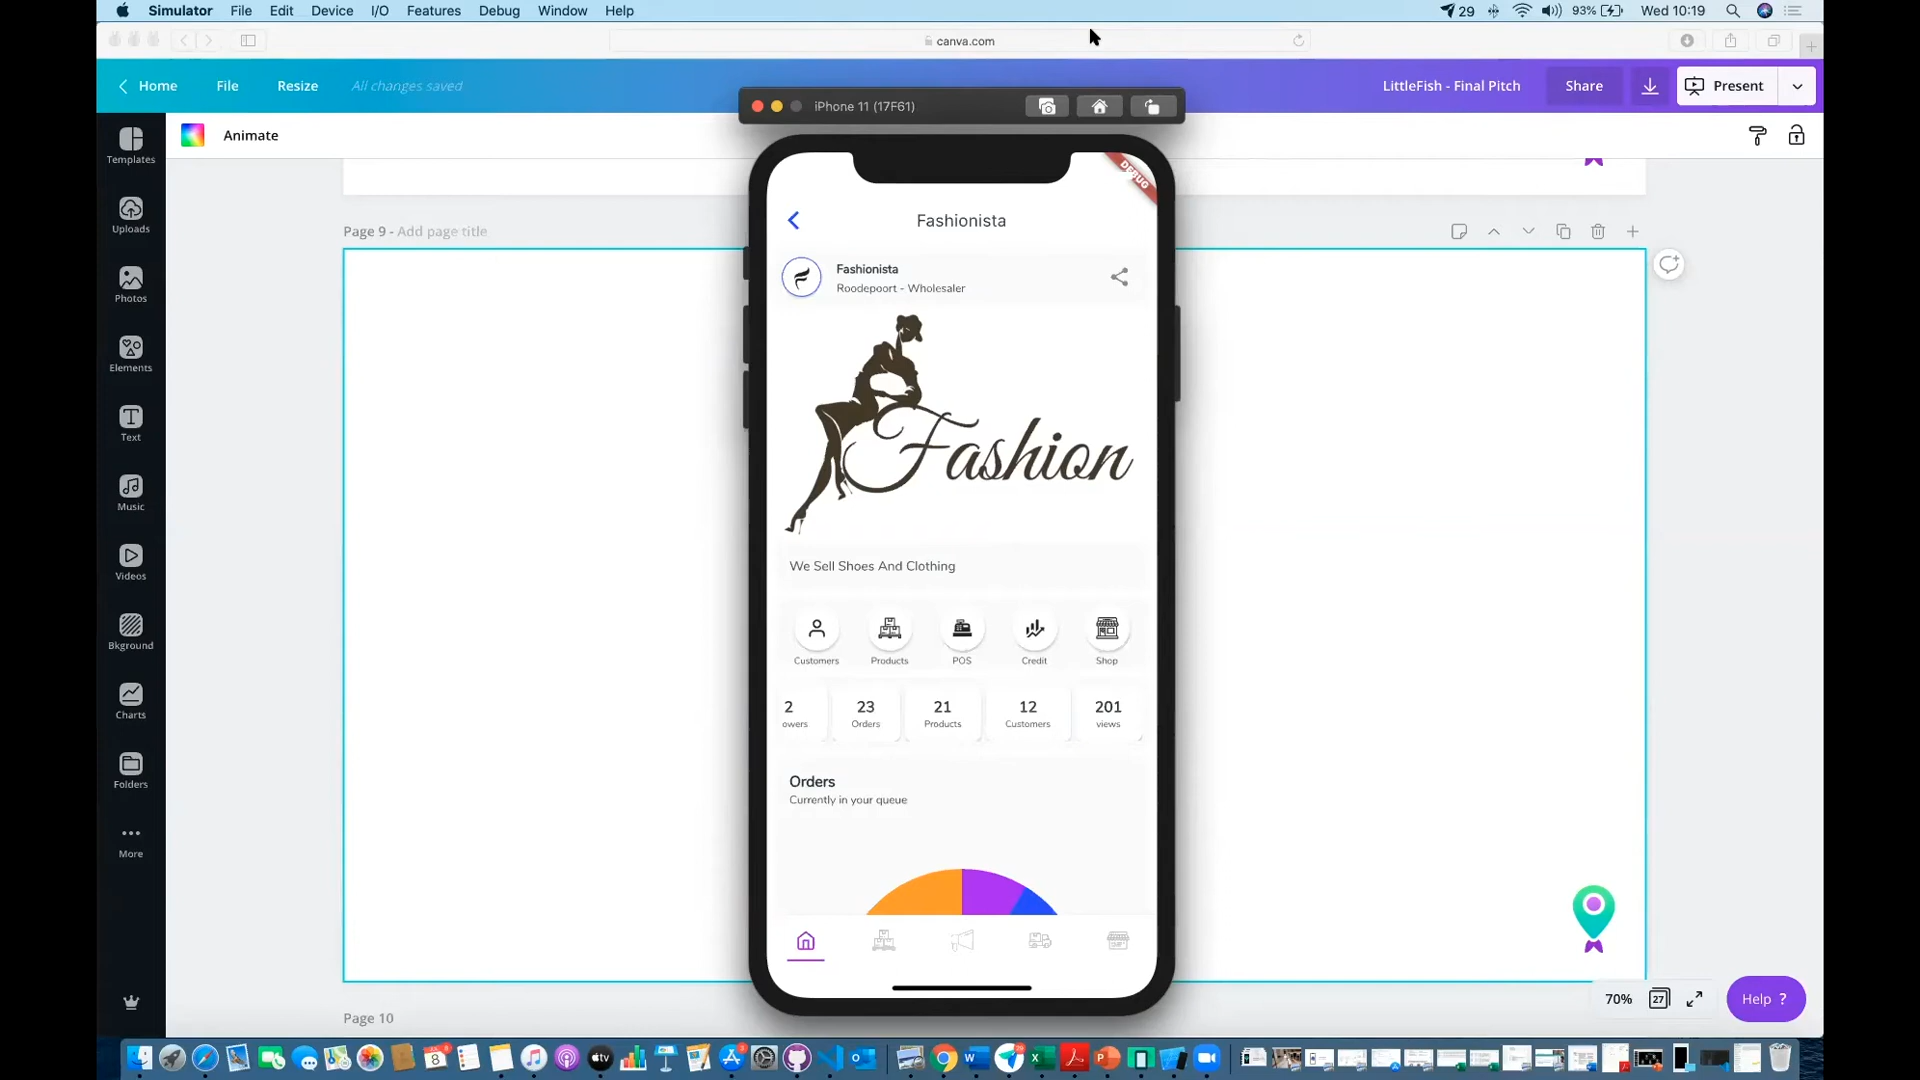 Simulator File Edit Device I/O Features Debug Window Help 29 93% Wed 10:19
canva.com
Home File Resize All changes saved LittleFish - Final Pitch Share Present
iPhone 11 (17F61)
Animate
DEBUG
Templates
Uploads
Photos
Elements
Text
Music
Videos
Bkground
Charts
Folders
More
Page 9 - Add page title
Fashionista
Fashionista
Roodepoort - Wholesaler
Fashion
We Sell Shoes And Clothing
Customers Products POS Credit Shop
2 23 21 12 201
owers Orders Products Customers views
Orders
Currently in your queue
Page 10
70% 27 Help ?